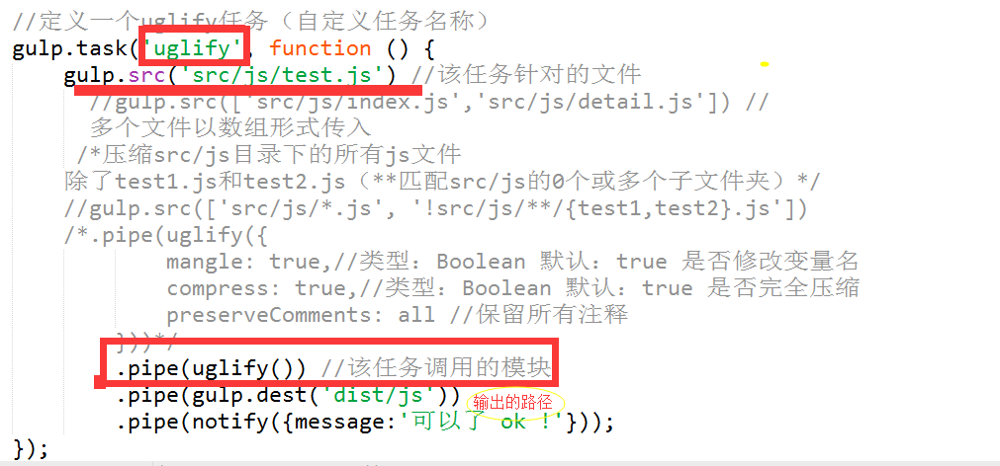 //定义一个uglify任务（自定义任务名称）
gulp.task('uglify', function () {
gulp.src('src/js/test.js') //该任务针对的文件
//gulp.src(['src/js/index.js','src/js/detail.js']) //
多个文件以数组形式传入
/*压缩src/js目录下的所有js文件
除了test1.js和test2.js（**匹配src/js的0个或多个子文件夹）*/
//gulp.src(['src/js/*.js', '!src/js/**/{test1,test2}.js'])
/*.pipe(uglify({
mangle: true,//类型：Boolean 默认：true 是否修改变量名
compress: true,//类型：Boolean 默认：true 是否完全压缩
preserveComments: all //保留所有注释
}))*/
.pipe(uglify()) //该任务调用的模块
.pipe(gulp.dest('dist/js')) 输出的路径
.pipe(notify({message:'可以了 ok !'}));
});